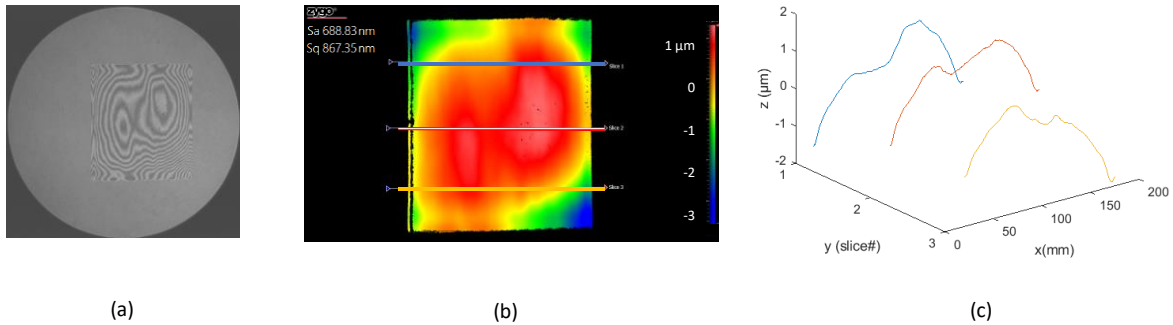 zygo
Sa 688.83 nm
Sq 867.35 nm
Slice 1
Slice 2
Slice 3
1 µm
0
-1
-2
-3
2
1
0
-1
-2
z (µm)
1
2
3
y (slice#)
0
50
100
150
200
x(mm)
(a)
(b)
(c)